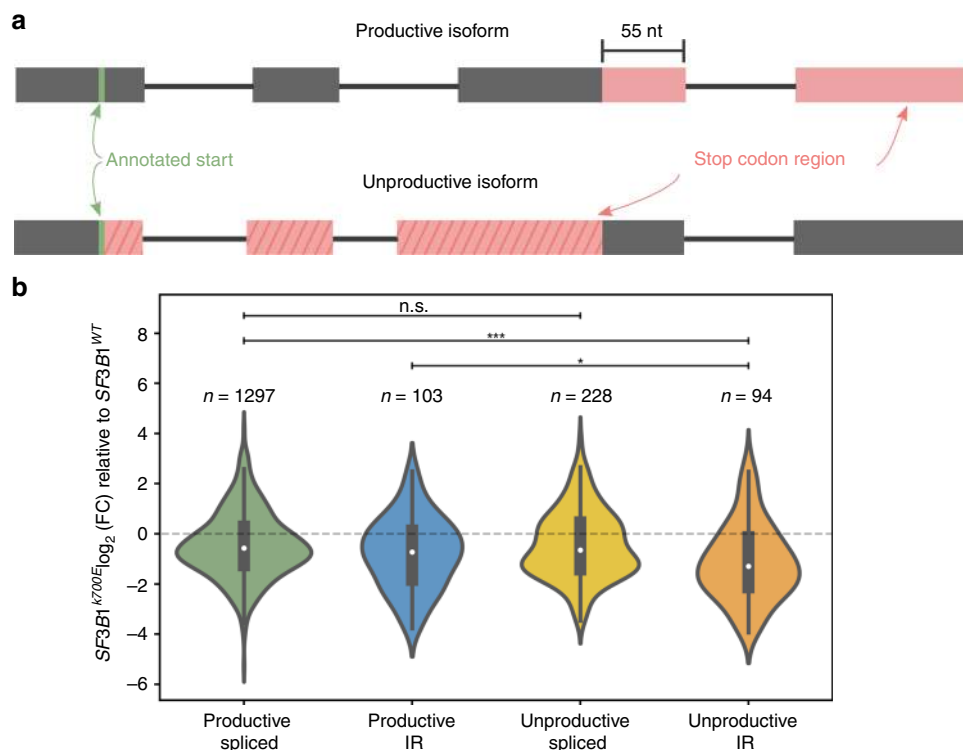 a
Productive isoform
55 nt
Annotated start
Stop codon region
Unproductive isoform
b
SF3B1^k700E log₂ (FC) relative to SF3B1^WT
8
6
4
2
0
−2
−4
−6
n.s.
***
*
n = 1297
n = 103
n = 228
n = 94
Productive spliced
Productive IR
Unproductive spliced
Unproductive IR